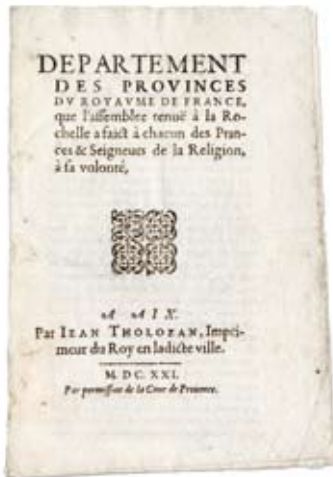 DEPARTEMENT
DES PROVINCES
DV ROYAVME DE FRANCE,
que l'assemblee tenuë à la Ro-
chelle a faict à chacun des Prin-
ces & Seigneurs de la Religion,
à sa volonté,
A AIX.
Par IEAN THOLOZAN, Impri-
meur du Roy en ladicte ville.
M. DC. XXI.
Par permission de la Cour de Prouence.